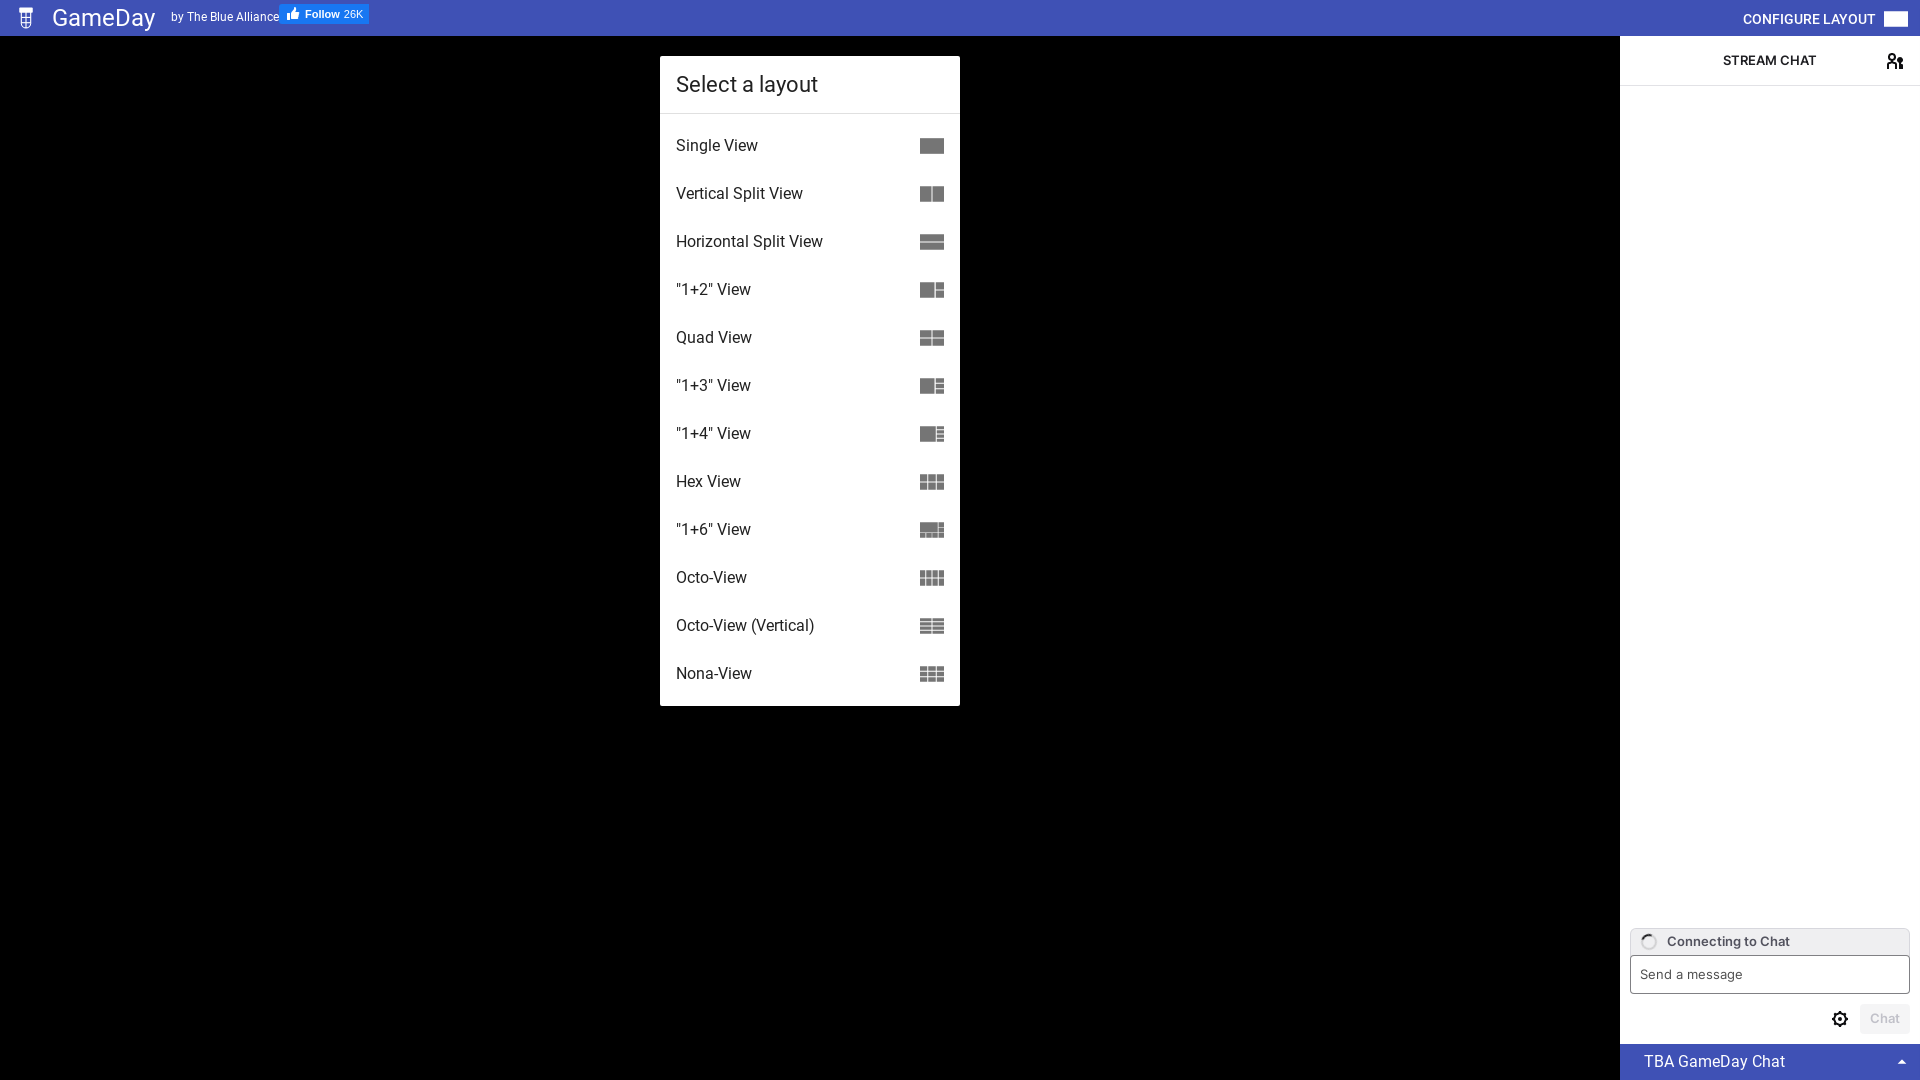 GameDay by The Blue Alliance Follow 26K CONFIGURE LAYOUT
Select a layout
Single View
Vertical Split View
Horizontal Split View
"1+2" View
Quad View
"1+3" View
"1+4" View
Hex View
"1+6" View
Octo-View
Octo-View (Vertical)
Nona-View
STREAM CHAT
Connecting to Chat
Send a message
Chat
TBA GameDay Chat